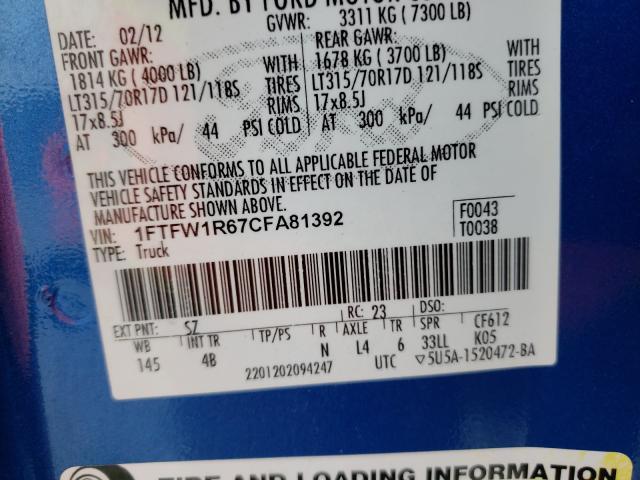 MFD. BY FORD MOTOR
DATE: 02/12 GVWR: 3311 KG (7300 LB)
FRONT GAWR: REAR GAWR:
1814 KG (4000 LB) WITH 1678 KG (3700 LB) WITH
LT315/70R17D 121/118S TIRES LT315/70R17D 121/118S TIRES
17x8.5J RIMS 17x8.5J RIMS
AT 300 kPa/ 44 PSI COLD AT 300 kPa/ 44 PSI COLD
THIS VEHICLE CONFORMS TO ALL APPLICABLE FEDERAL MOTOR
VEHICLE SAFETY STANDARDS IN EFFECT ON THE DATE OF
MANUFACTURE SHOWN ABOVE.
VIN: 1FTFW1R67CFA81392 F0043
TYPE: Truck T0038
EXT PNT: SZ RC: 23 DSO:
WB INT TR TP/PS R AXLE TR SPR CF612
145 4B N L4 6 33LL K05
2201202094247 UTC ▽5U5A-1520472-BA
TIRE AND LOADING INFORMATION